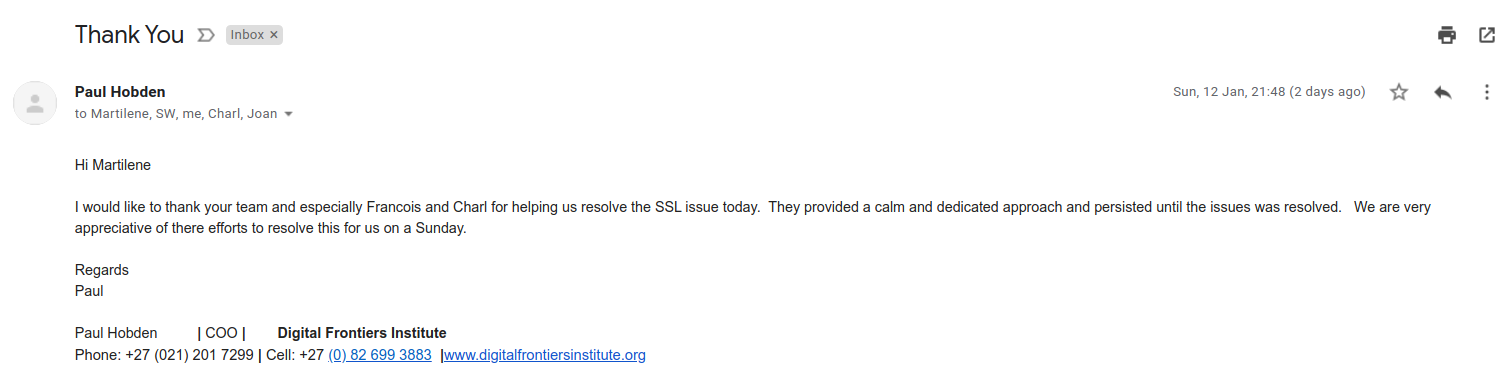 Thank You Inbox ×
Paul Hobden Sun, 12 Jan, 21:48 (2 days ago)
to Martilene, SW, me, Charl, Joan
Hi Martilene
I would like to thank your team and especially Francois and Charl for helping us resolve the SSL issue today.  They provided a calm and dedicated approach and persisted until the issues was resolved.   We are very
appreciative of there efforts to resolve this for us on a Sunday.
Regards
Paul
Paul Hobden | COO | Digital Frontiers Institute
Phone: +27 (021) 201 7299 | Cell: +27 (0) 82 699 3883 |www.digitalfrontiersinstitute.org